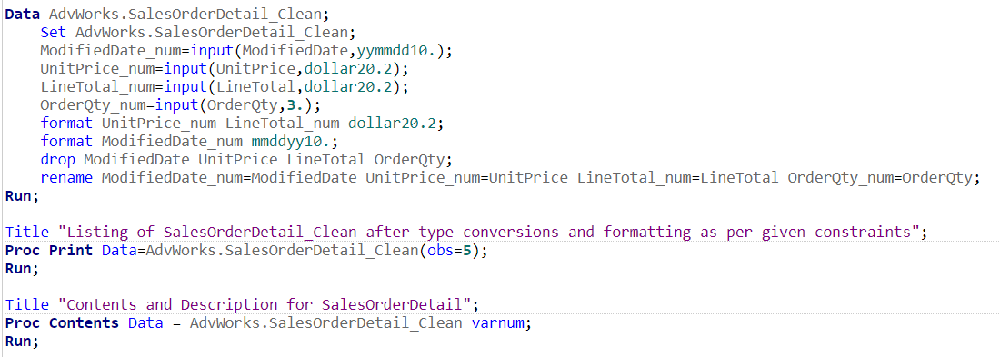 Data AdvWorks.SalesOrderDetail_Clean;
    Set AdvWorks.SalesOrderDetail_Clean;
    ModifiedDate_num=input(ModifiedDate,yymmdd10.);
    UnitPrice_num=input(UnitPrice,dollar20.2);
    LineTotal_num=input(LineTotal,dollar20.2);
    OrderQty_num=input(OrderQty,3.);
    format UnitPrice_num LineTotal_num dollar20.2;
    format ModifiedDate_num mmddyy10.;
    drop ModifiedDate UnitPrice LineTotal OrderQty;
    rename ModifiedDate_num=ModifiedDate UnitPrice_num=UnitPrice LineTotal_num=LineTotal OrderQty_num=OrderQty;
Run;

Title "Listing of SalesOrderDetail_Clean after type conversions and formatting as per given constraints";
Proc Print Data=AdvWorks.SalesOrderDetail_Clean(obs=5);
Run;

Title "Contents and Description for SalesOrderDetail";
Proc Contents Data = AdvWorks.SalesOrderDetail_Clean varnum;
Run;